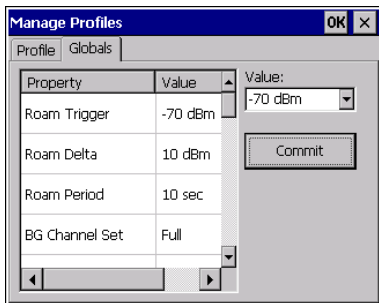 Manage Profiles OK
Profile Globals
Property Value
Roam Trigger -70 dBm
Roam Delta 10 dBm
Roam Period 10 sec
BG Channel Set Full
Value:
-70 dBm
Commit